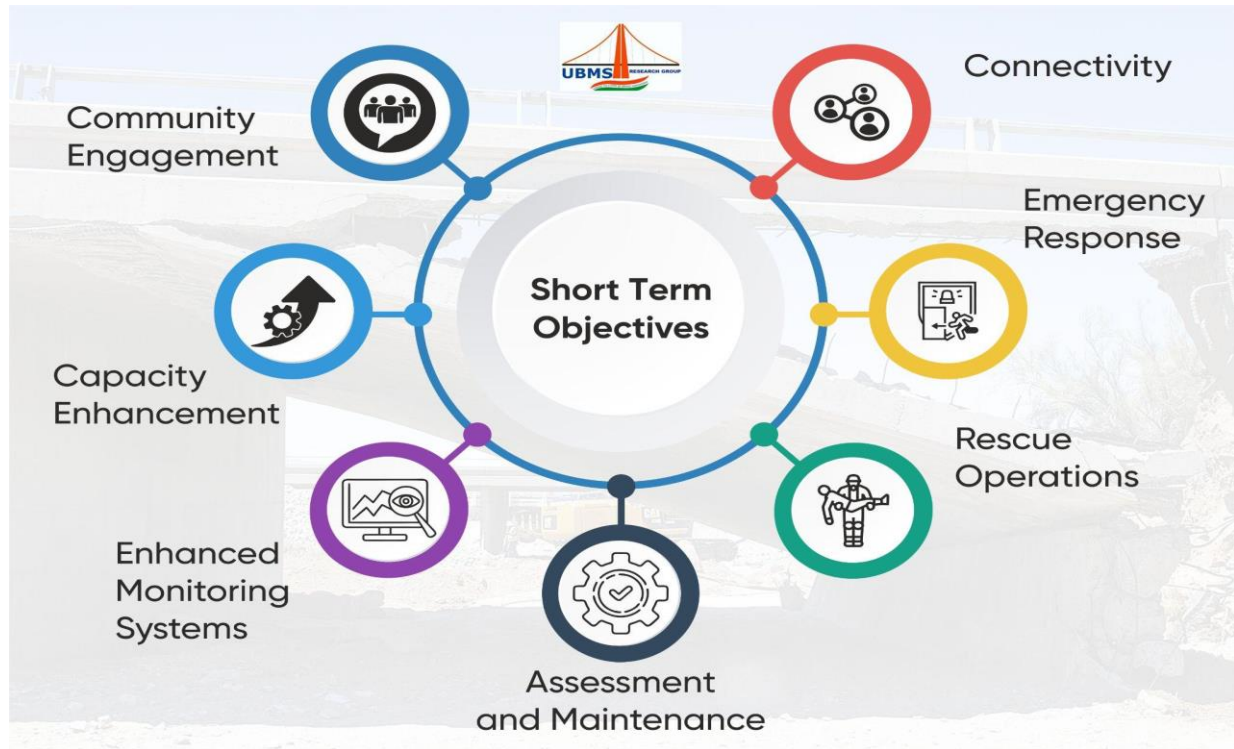 UBMS RESEARCH GROUP
Connectivity
Community
Engagement
Emergency
Response
Short Term
Objectives
Capacity
Enhancement
Rescue
Operations
Enhanced
Monitoring
Systems
Assessment
and Maintenance